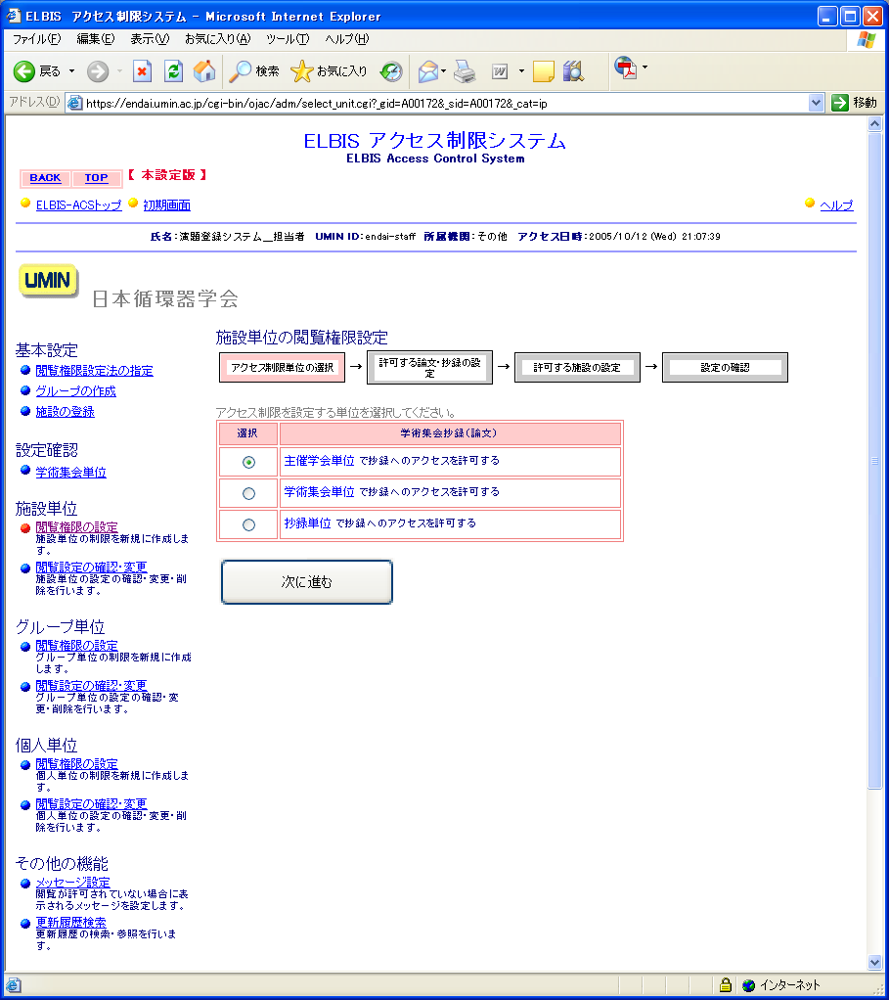 ELBIS アクセス制限システム - Microsoft Internet Explorer
ファイル(F) 編集(E) 表示(V) お気に入り(A) ツール(T) ヘルプ(H)
戻る 検索 お気に入り
アドレス(D) https://endai.umin.ac.jp/cgi-bin/ojac/adm/select_unit.cgi?_gid=A00172&_sid=A00172&_cat=ip 移動
ELBIS アクセス制限システム
ELBIS Access Control System
BACK TOP 【 本設定版 】
ELBIS-ACSトップ 初期画面 ヘルプ
氏名:演題登録システム__担当者 UMIN ID:endai-staff 所属機関:その他 アクセス日時:2005/10/12 (Wed) 21:07:39
UMIN
日本循環器学会
基本設定
閲覧権限設定法の指定
グループの作成
施設の登録
設定確認
学術集会単位
施設単位
閲覧権限の設定
施設単位の制限を新規に作成しま
す。
閲覧設定の確認・変更
施設単位の設定の確認・変更・削
除を行います。
グループ単位
閲覧権限の設定
グループ単位の制限を新規に作成
します。
閲覧設定の確認・変更
グループ単位の設定の確認・変
更・削除を行います。
個人単位
閲覧権限の設定
個人単位の制限を新規に作成しま
す。
閲覧設定の確認・変更
個人単位の設定の確認・変更・削
除を行います。
その他の機能
メッセージ設定
閲覧が許可されていない場合に表
示されるメッセージを設定します。
更新履歴検索
更新履歴の検索・参照を行いま
す。
施設単位の閲覧権限設定
アクセス制限単位の選択 → 許可する論文・抄録の設
定 → 許可する施設の設定 → 設定の確認
アクセス制限を設定する単位を選択してください。
選択 学術集会抄録(論文)
主催学会単位 で抄録へのアクセスを許可する
学術集会単位 で抄録へのアクセスを許可する
抄録単位 で抄録へのアクセスを許可する
次に進む
インターネット